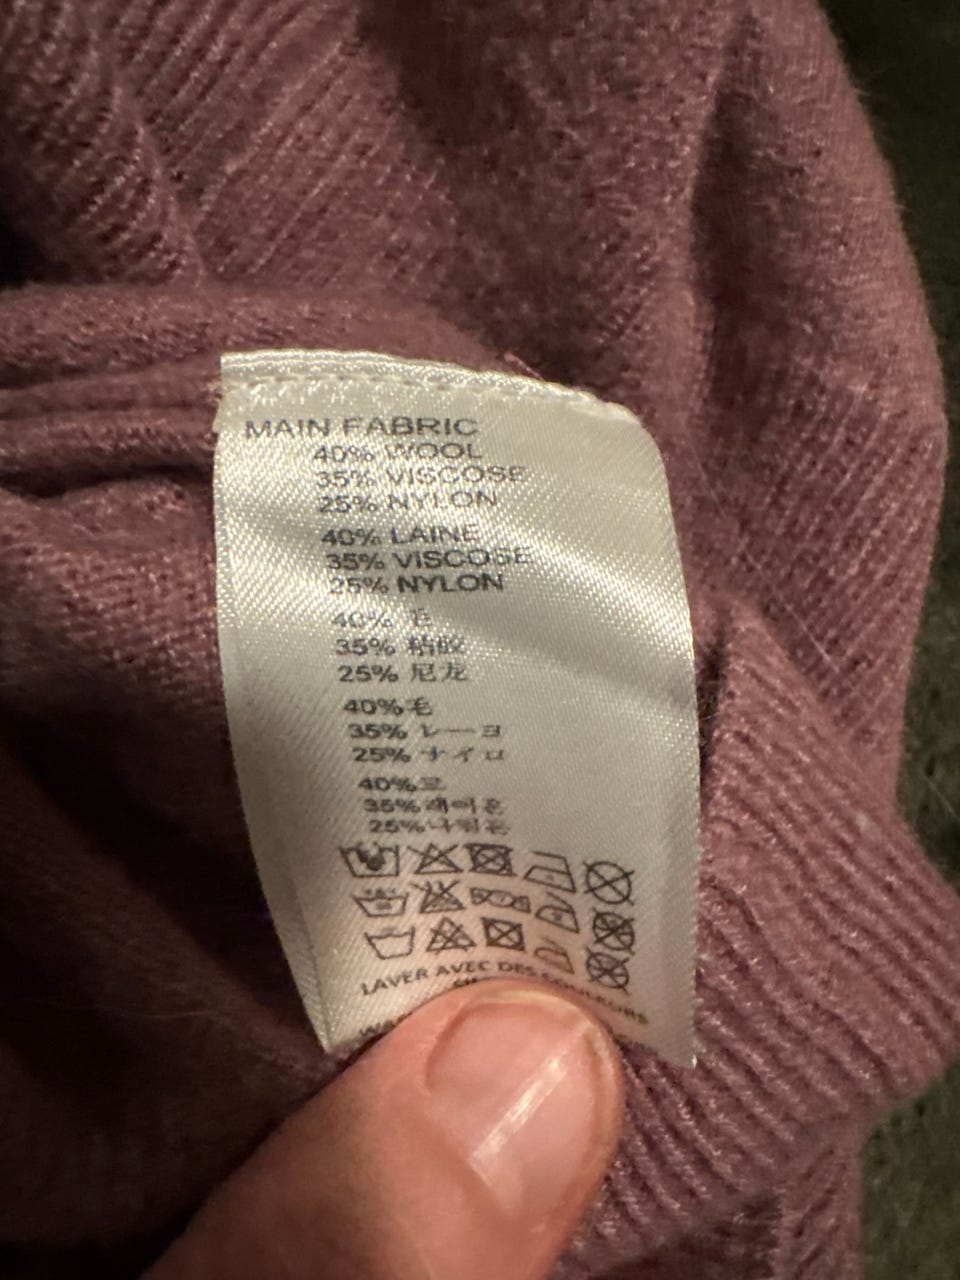 MAIN FABRIC
40% WOOL
35% VISCOSE
25% NYLON
40% LAINE
35% VISCOSE
25% NYLON
40% 毛
35% 粘胶
25% 尼龙
40% 毛
35% レーヨ
25% ナイロ
40%모
35%레이온
25%나일론
LAVER AVEC DES COULEURS